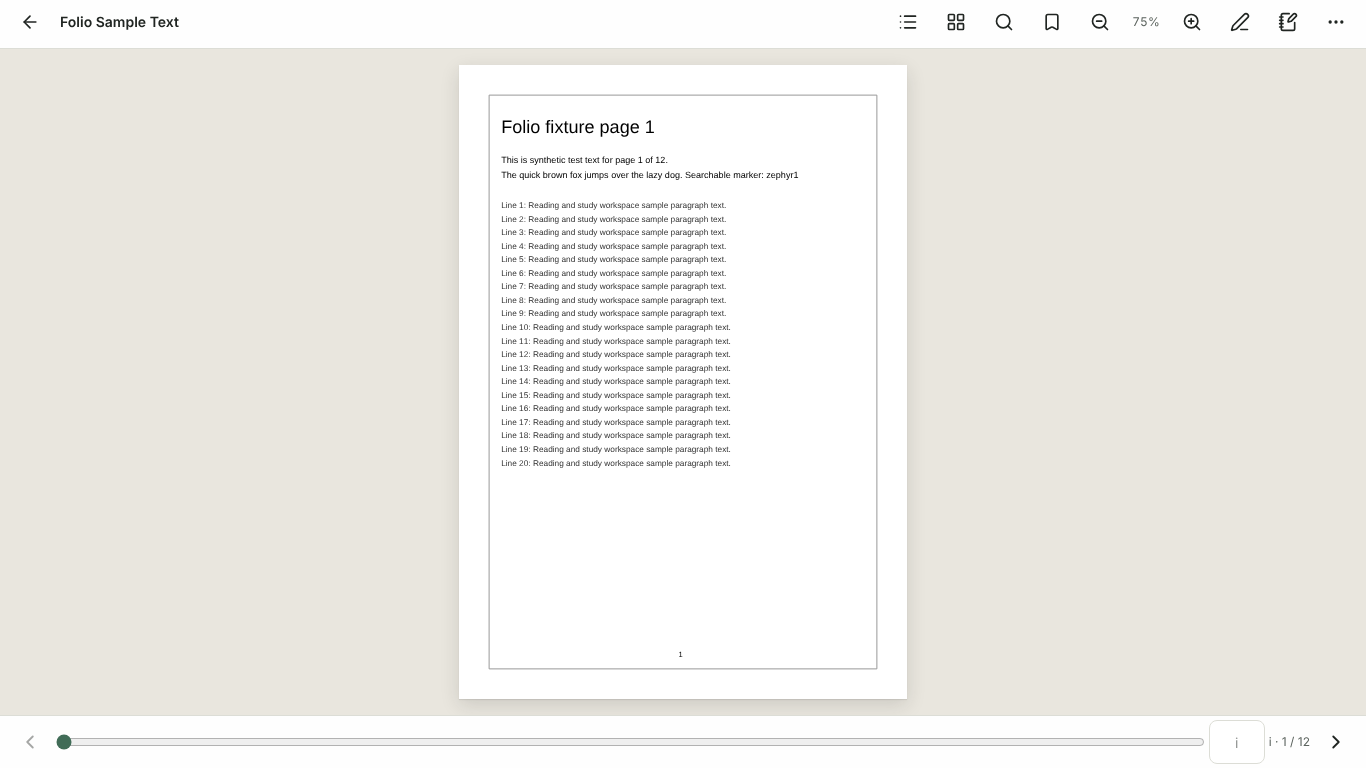 Folio Sample Text
75%
Folio fixture page 1
This is synthetic test text for page 1 of 12.
The quick brown fox jumps over the lazy dog. Searchable marker: zephyr1
Line 1: Reading and study workspace sample paragraph text.
Line 2: Reading and study workspace sample paragraph text.
Line 3: Reading and study workspace sample paragraph text.
Line 4: Reading and study workspace sample paragraph text.
Line 5: Reading and study workspace sample paragraph text.
Line 6: Reading and study workspace sample paragraph text.
Line 7: Reading and study workspace sample paragraph text.
Line 8: Reading and study workspace sample paragraph text.
Line 9: Reading and study workspace sample paragraph text.
Line 10: Reading and study workspace sample paragraph text.
Line 11: Reading and study workspace sample paragraph text.
Line 12: Reading and study workspace sample paragraph text.
Line 13: Reading and study workspace sample paragraph text.
Line 14: Reading and study workspace sample paragraph text.
Line 15: Reading and study workspace sample paragraph text.
Line 16: Reading and study workspace sample paragraph text.
Line 17: Reading and study workspace sample paragraph text.
Line 18: Reading and study workspace sample paragraph text.
Line 19: Reading and study workspace sample paragraph text.
Line 20: Reading and study workspace sample paragraph text.
1
i
i · 1 / 12